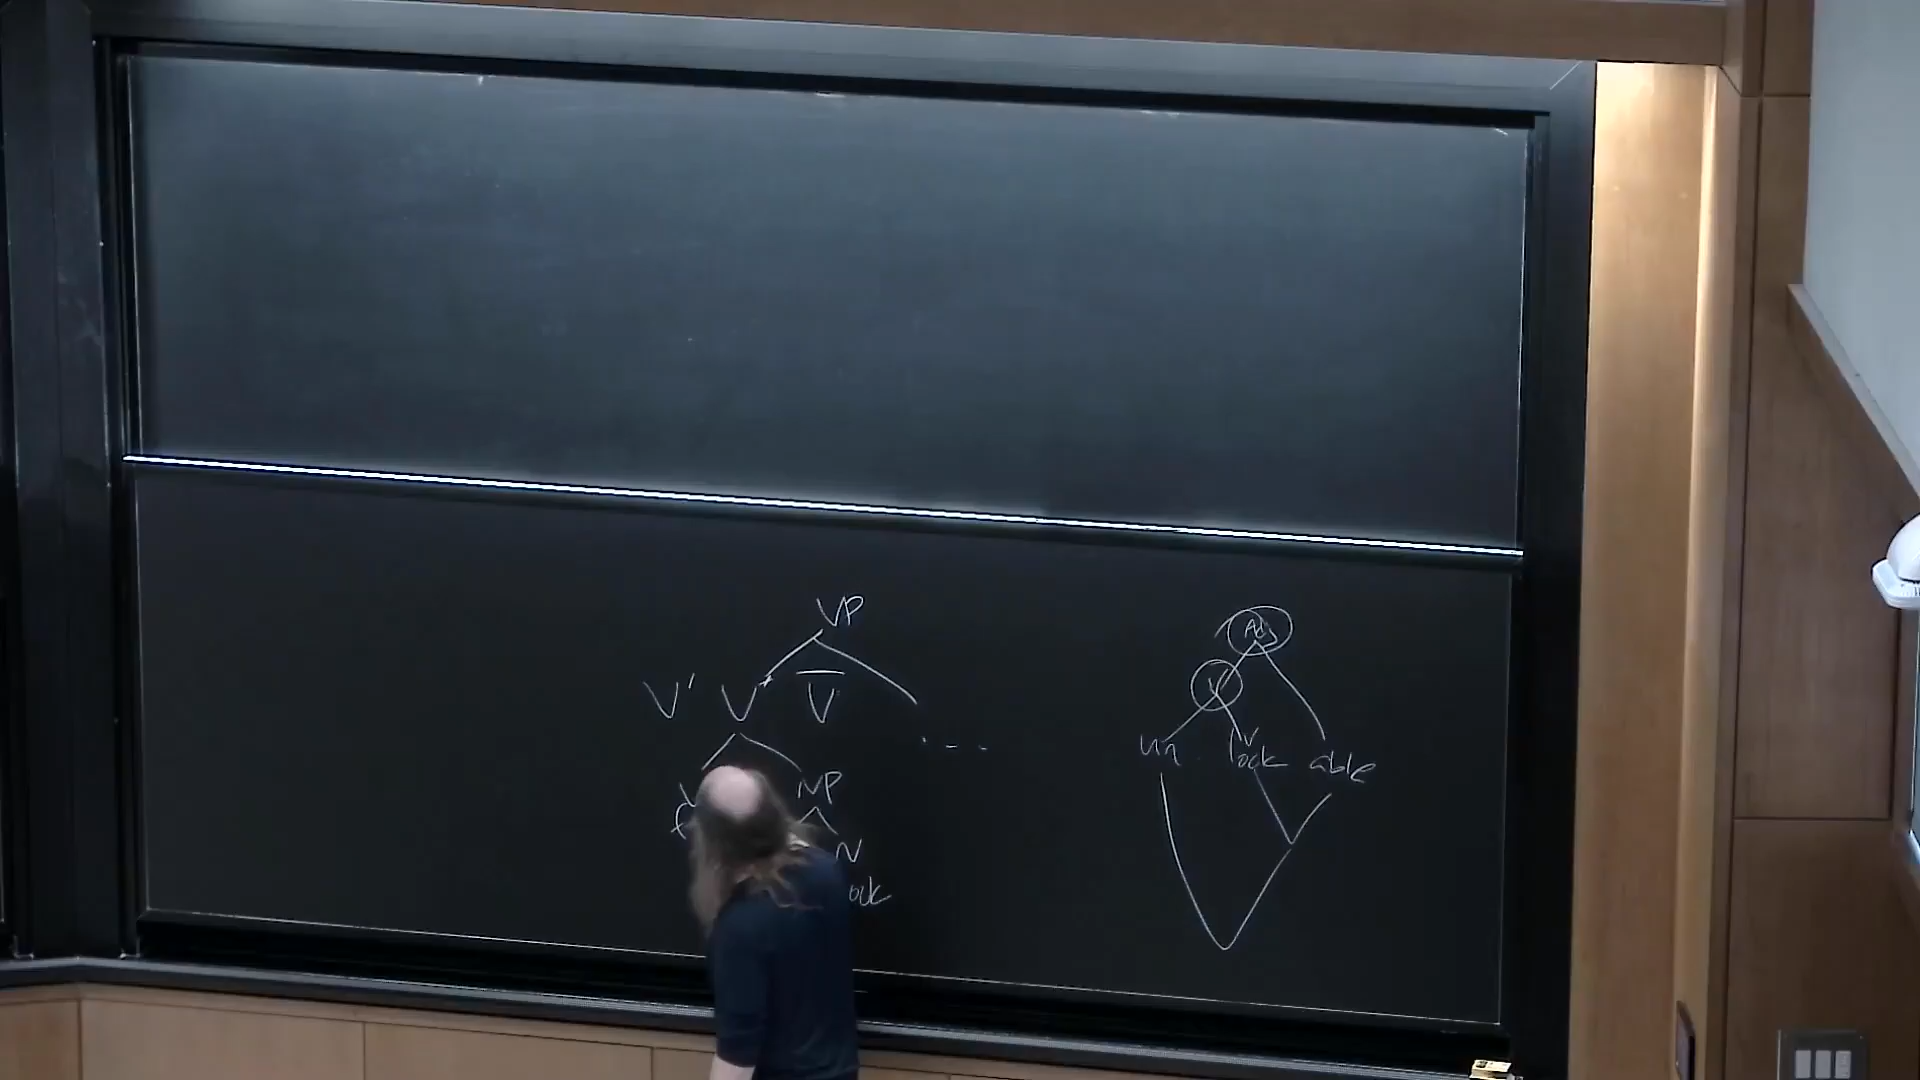 VP
V' V* V̅
. _ _
V NP
f
N
ock
Adj
V
un lock able
V